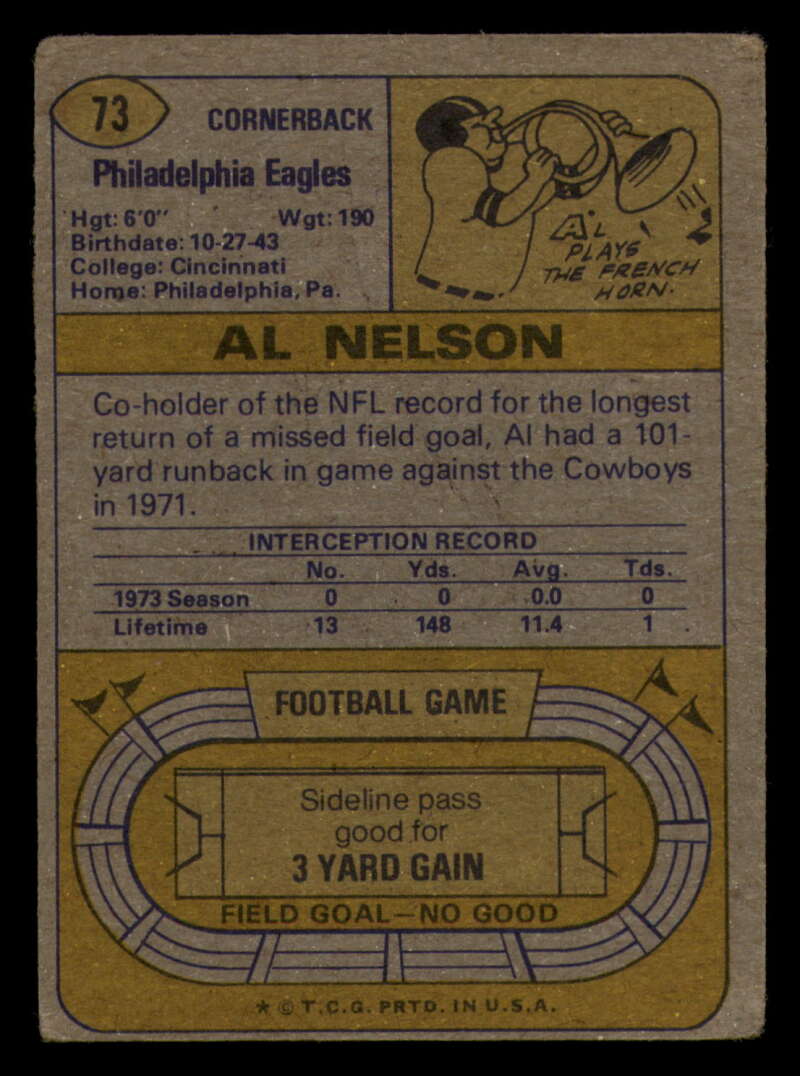 73
CORNERBACK
Philadelphia Eagles
Hgt: 6'0" Wgt: 190
Birthdate: 10-27-43
College: Cincinnati
Home: Philadelphia, Pa.
AL
PLAYS
THE FRENCH
HORN.
AL NELSON
Co-holder of the NFL record for the longest
return of a missed field goal, Al had a 101-
yard runback in game against the Cowboys
in 1971.
INTERCEPTION RECORD
No. Yds. Avg. Tds.
1973 Season 0 0 0.0 0
Lifetime 13 148 11.4 1
FOOTBALL GAME
Sideline pass
good for
3 YARD GAIN
FIELD GOAL—NO GOOD
* © T.C.G. PRTD. IN U.S.A.